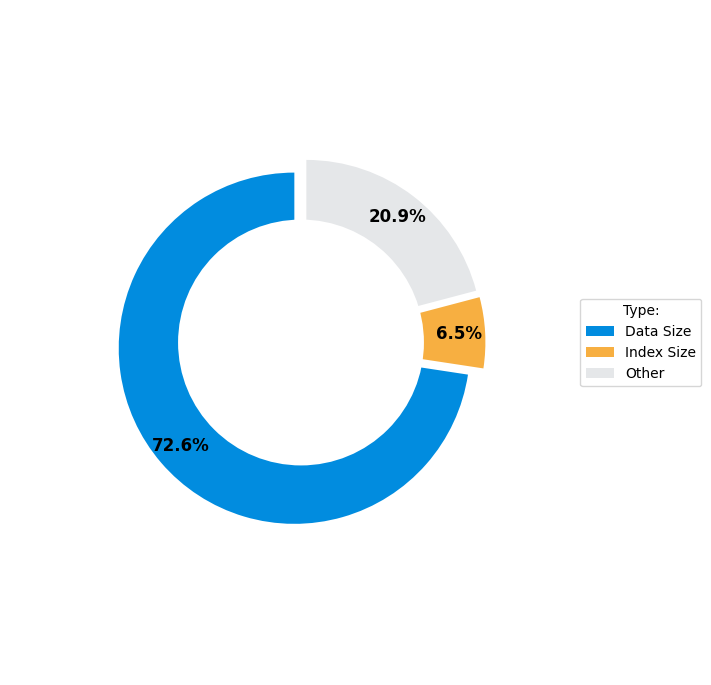 20.9%
6.5%
72.6%
Type:
Data Size
Index Size
Other